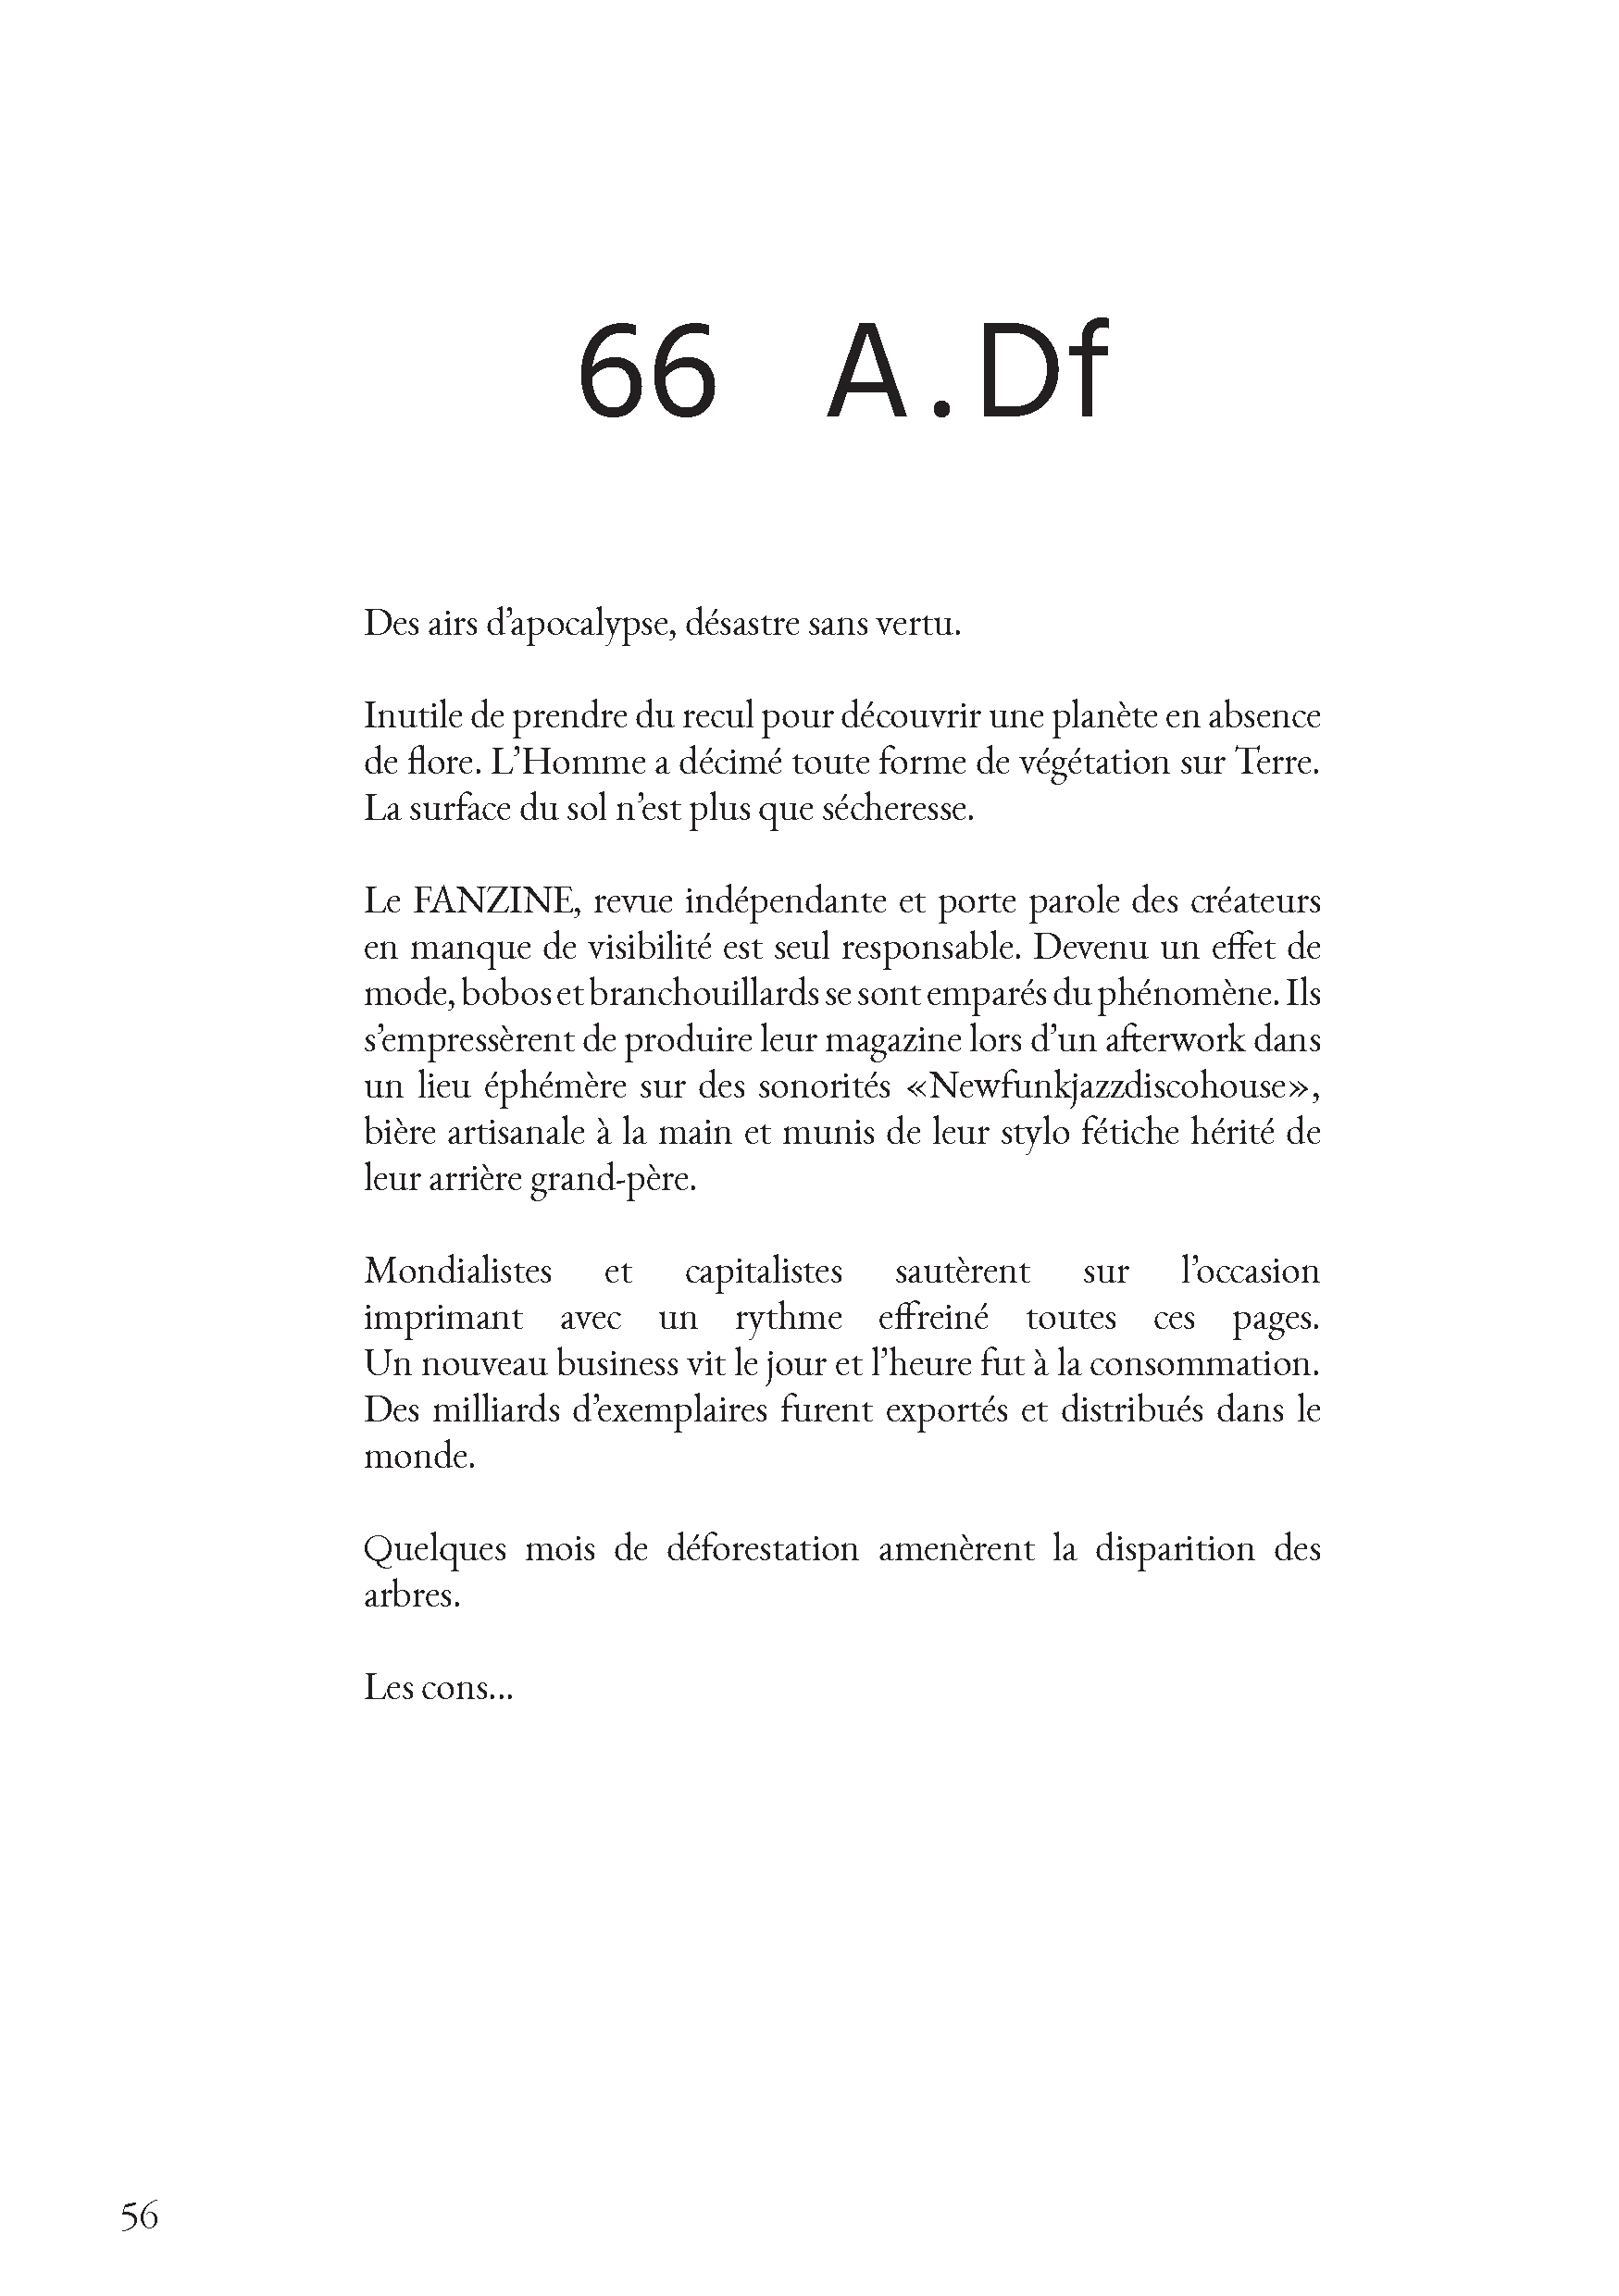 66 A.Df
Des airs d’apocalypse, désastre sans vertu.
Inutile de prendre du recul pour découvrir une planète en absence
de flore. L’Homme a décimé toute forme de végétation sur Terre.
La surface du sol n’est plus que sécheresse.
Le FANZINE, revue indépendante et porte parole des créateurs
en manque de visibilité est seul responsable. Devenu un effet de
mode, bobos et branchouillards se sont emparés du phénomène. Ils
s’empressèrent de produire leur magazine lors d’un afterwork dans
un lieu éphémère sur des sonorités «Newfunkjazzdiscohouse»,
bière artisanale à la main et munis de leur stylo fétiche hérité de
leur arrière grand-père.
Mondialistes et capitalistes sautèrent sur l’occasion
imprimant avec un rythme effreiné toutes ces pages.
Un nouveau business vit le jour et l’heure fut à la consommation.
Des milliards d’exemplaires furent exportés et distribués dans le
monde.
Quelques mois de déforestation amenèrent la disparition des
arbres.
Les cons...
56